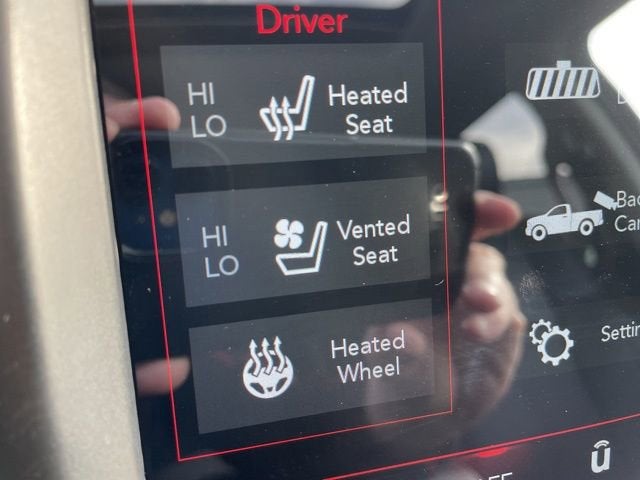 Driver
HI
LO
Heated
Seat
HI
LO
Vented
Seat
Heated
Wheel